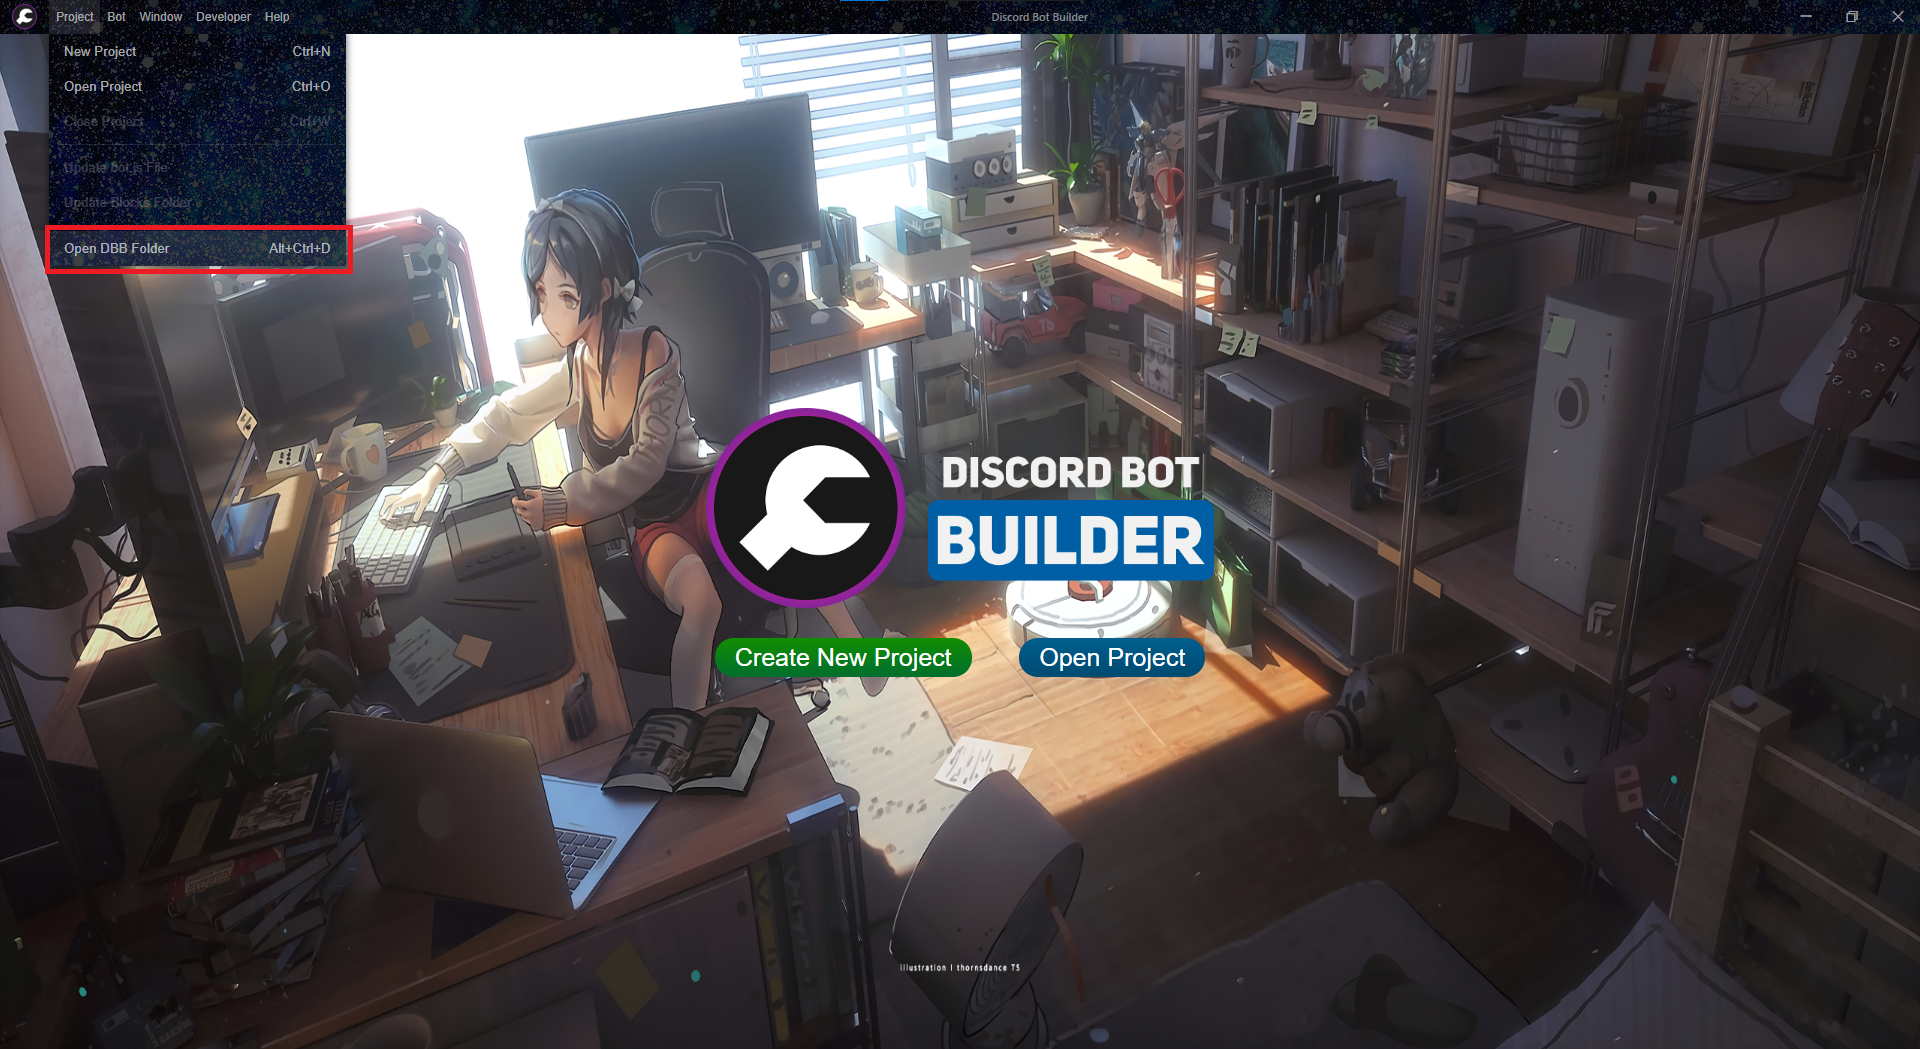 Project Bot Window Developer Help
Discord Bot Builder
New Project Ctrl+N
Open Project Ctrl+O
Close Project Ctrl+W
Update bot.js File
Update Blocks Folder
Open DBB Folder Alt+Ctrl+D
DISCORD BOT
BUILDER
Create New Project
Open Project
illustration | thornsdance T5